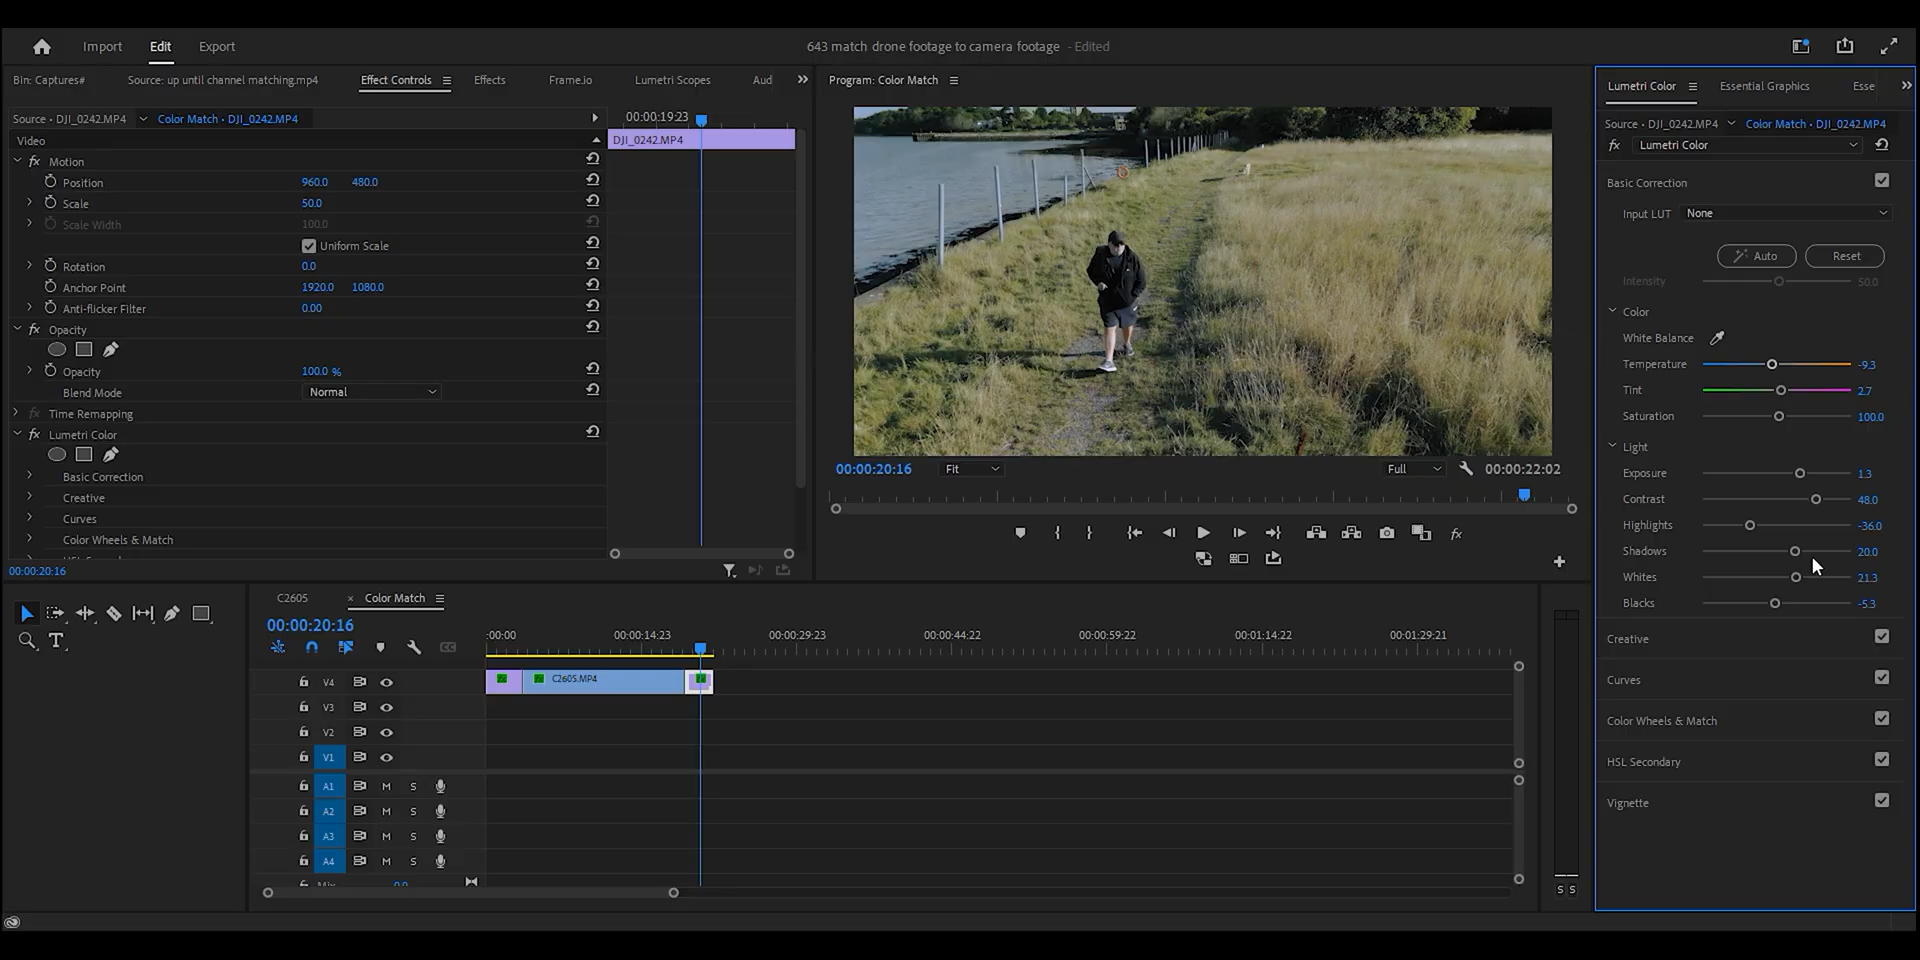 Import Edit Export
643 match drone footage to camera footage - Edited
Bin: Captures# Source: up until channel matching.mp4 Effect Controls Effects Frame.io Lumetri Scopes Aud
Source • DJI_0242.MP4 Color Match • DJI_0242.MP4
00:00:19:23
Video
DJI_0242.MP4
fx Motion
Position 960.0 480.0
Scale 50.0
Scale Width 100.0
Uniform Scale
Rotation 0.0
Anchor Point 1920.0 1080.0
Anti-flicker Filter 0.00
fx Opacity
Opacity 100.0 %
Blend Mode Normal
fx Time Remapping
fx Lumetri Color
Basic Correction
Creative
Curves
Color Wheels & Match
00:00:20:16
Program: Color Match
00:00:20:16 Fit Full 00:00:22:02
fx
Lumetri Color Essential Graphics Esse
Source • DJI_0242.MP4 Color Match • DJI_0242.MP4
fx Lumetri Color
Basic Correction
Input LUT None
Auto Reset
Intensity 50.0
Color
White Balance
Temperature -9.3
Tint 2.7
Saturation 100.0
Light
Exposure 1.3
Contrast 48.0
Highlights -36.0
Shadows 20.0
Whites 21.3
Blacks -5.3
Creative
Curves
Color Wheels & Match
HSL Secondary
Vignette
C2605 × Color Match
00:00:20:16
:00:00 00:00:14:23 00:00:29:23 00:00:44:22 00:00:59:22 00:01:14:22 00:01:29:21
CC
V4 C2605.MP4
V3
V2
V1
A1 M S
A2 M S
A3 M S
A4 M S
S S